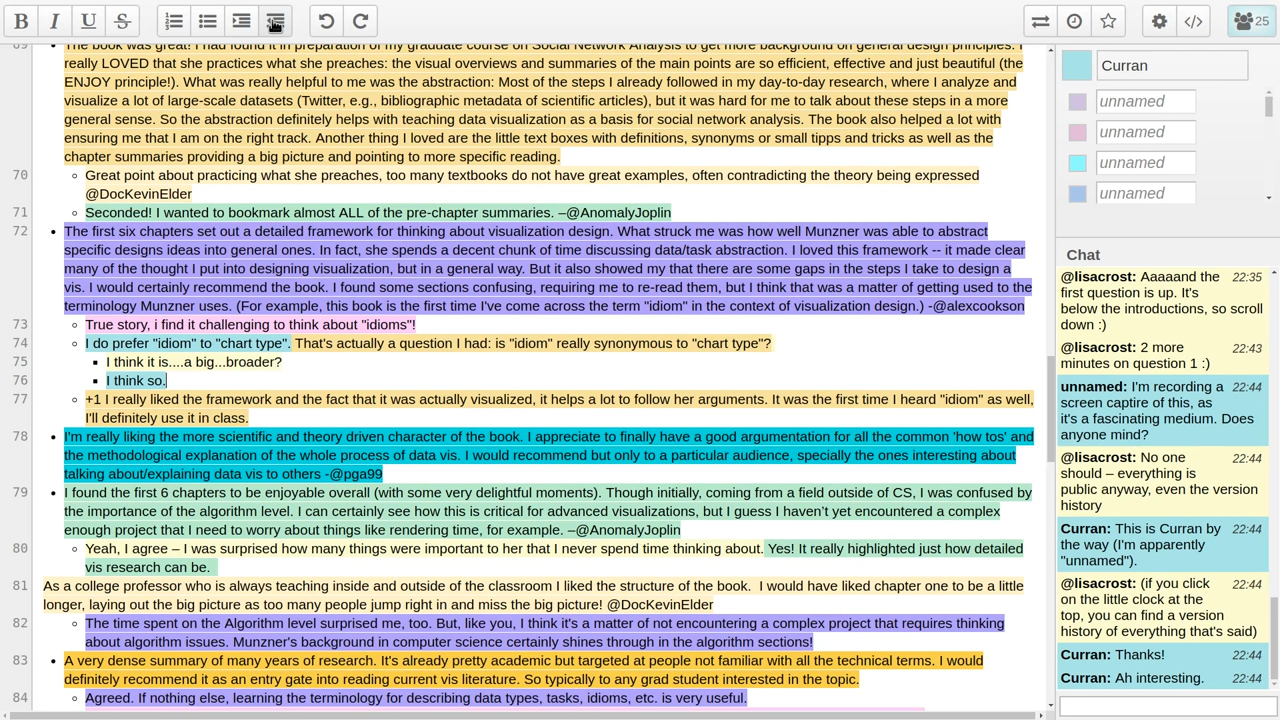 B I U S
25
69 The book was great! I had found it in preparation of my graduate course on Social Network Analysis to get more background on general design principles. I
really LOVED that she practices what she preaches: the visual overviews and summaries of the main points are so efficient, effective and just beautiful (the
ENJOY principle!). What was really helpful to me was the abstraction: Most of the steps I already followed in my day-to-day research, where I analyze and
visualize a lot of large-scale datasets (Twitter, e.g., bibliographic metadata of scientific articles), but it was hard for me to talk about these steps in a more
general sense. So the abstraction definitely helps with teaching data visualization as a basis for social network analysis. The book also helped a lot with
ensuring me that I am on the right track. Another thing I loved are the little text boxes with definitions, synonyms or small tipps and tricks as well as the
chapter summaries providing a big picture and pointing to more specific reading.
70 Great point about practicing what she preaches, too many textbooks do not have great examples, often contradicting the theory being expressed
@DocKevinElder
71 Seconded! I wanted to bookmark almost ALL of the pre-chapter summaries. –@AnomalyJoplin
72 The first six chapters set out a detailed framework for thinking about visualization design. What struck me was how well Munzner was able to abstract
specific designs ideas into general ones. In fact, she spends a decent chunk of time discussing data/task abstraction. I loved this framework -- it made clear
many of the thought I put into designing visualization, but in a general way. But it also showed my that there are some gaps in the steps I take to design a
vis. I would certainly recommend the book. I found some sections confusing, requiring me to re-read them, but I think that was a matter of getting used to the
terminology Munzner uses. (For example, this book is the first time I've come across the term "idiom" in the context of visualization design.) -@alexcookson
73 True story, i find it challenging to think about "idioms"!
74 I do prefer "idiom" to "chart type". That's actually a question I had: is "idiom" really synonymous to "chart type"?
75 I think it is....a big...broader?
76 I think so.
77 +1 I really liked the framework and the fact that it was actually visualized, it helps a lot to follow her arguments. It was the first time I heard "idiom" as well,
I'll definitely use it in class.
78 I'm really liking the more scientific and theory driven character of the book. I appreciate to finally have a good argumentation for all the common 'how tos' and
the methodological explanation of the whole process of data vis. I would recommend but only to a particular audience, specially the ones interesting about
talking about/explaining data vis to others -@pga99
79 I found the first 6 chapters to be enjoyable overall (with some very delightful moments). Though initially, coming from a field outside of CS, I was confused by
the importance of the algorithm level. I can certainly see how this is critical for advanced visualizations, but I guess I haven't yet encountered a complex
enough project that I need to worry about things like rendering time, for example. –@AnomalyJoplin
80 Yeah, I agree – I was surprised how many things were important to her that I never spend time thinking about. Yes! It really highlighted just how detailed
vis research can be.
81 As a college professor who is always teaching inside and outside of the classroom I liked the structure of the book.  I would have liked chapter one to be a little
longer, laying out the big picture as too many people jump right in and miss the big picture! @DocKevinElder
82 The time spent on the Algorithm level surprised me, too. But, like you, I think it's a matter of not encountering a complex project that requires thinking
about algorithm issues. Munzner's background in computer science certainly shines through in the algorithm sections!
83 A very dense summary of many years of research. It's already pretty academic but targeted at people not familiar with all the technical terms. I would
definitely recommend it as an entry gate into reading current vis literature. So typically to any grad student interested in the topic.
84 Agreed. If nothing else, learning the terminology for describing data types, tasks, idioms, etc. is very useful.
Curran
unnamed
unnamed
unnamed
unnamed
Chat
@lisacrost: Aaaaand the 22:35
first question is up. It's
below the introductions, so scroll
down :)
@lisacrost: 2 more 22:43
minutes on question 1 :)
unnamed: I'm recording a 22:44
screen captire of this, as
it's a fascinating medium. Does
anyone mind?
@lisacrost: No one 22:44
should – everything is
public anyway, even the version
history
Curran: This is Curran by 22:44
the way (I'm apparently
"unnamed").
@lisacrost: (if you click 22:44
on the little clock at the
top, you can find a version
history of everything that's said)
Curran: Thanks! 22:44
Curran: Ah interesting. 22:44